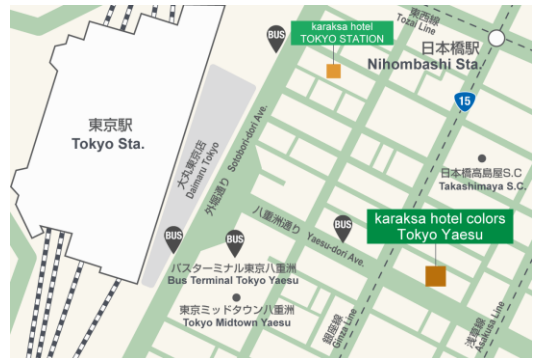 karaksa hotel
TOKYO STATION
東西線
Tozai Line
BUS
日本橋駅
Nihombashi Sta.
15
東京駅
Tokyo Sta.
大丸東京店
Daimaru Tokyo
外堀通り Sotobori-dori Ave.
日本橋高島屋S.C
Takashimaya S.C.
八重洲通り Yaesu-dori Ave.
karaksa hotel colors
Tokyo Yaesu
BUS
BUS
BUS
バスターミナル東京八重洲
Bus Terminal Tokyo Yaesu
東京ミッドタウン八重洲
Tokyo Midtown Yaesu
銀座線
Ginza Line
浅草線
Asakusa Line